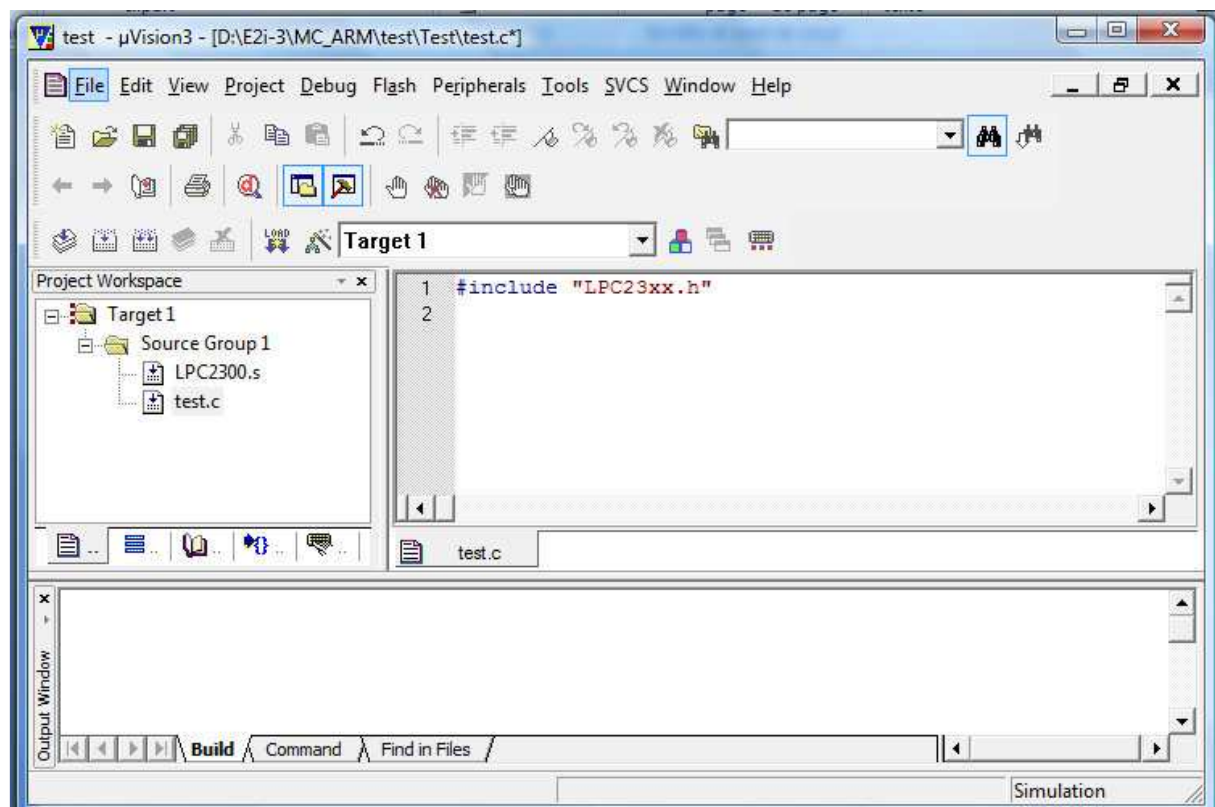 test - µVision3 - [D:\E2i-3\MC_ARM\test\Test\test.c*]
File Edit View Project Debug Flash Peripherals Tools SVCS Window Help
LOAD
Target 1
Project Workspace
Target 1
Source Group 1
LPC2300.s
test.c
1 #include "LPC23xx.h"
2
test.c
Output Window
Build Command Find in Files
Simulation